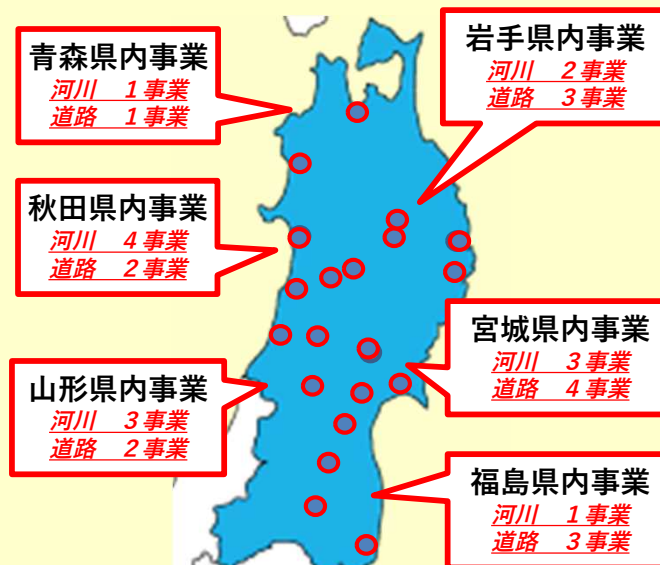 青森県内事業
河川　１事業
道路　１事業
岩手県内事業
河川　２事業
道路　３事業
秋田県内事業
河川　４事業
道路　２事業
宮城県内事業
河川　３事業
道路　４事業
山形県内事業
河川　３事業
道路　２事業
福島県内事業
河川　１事業
道路　３事業